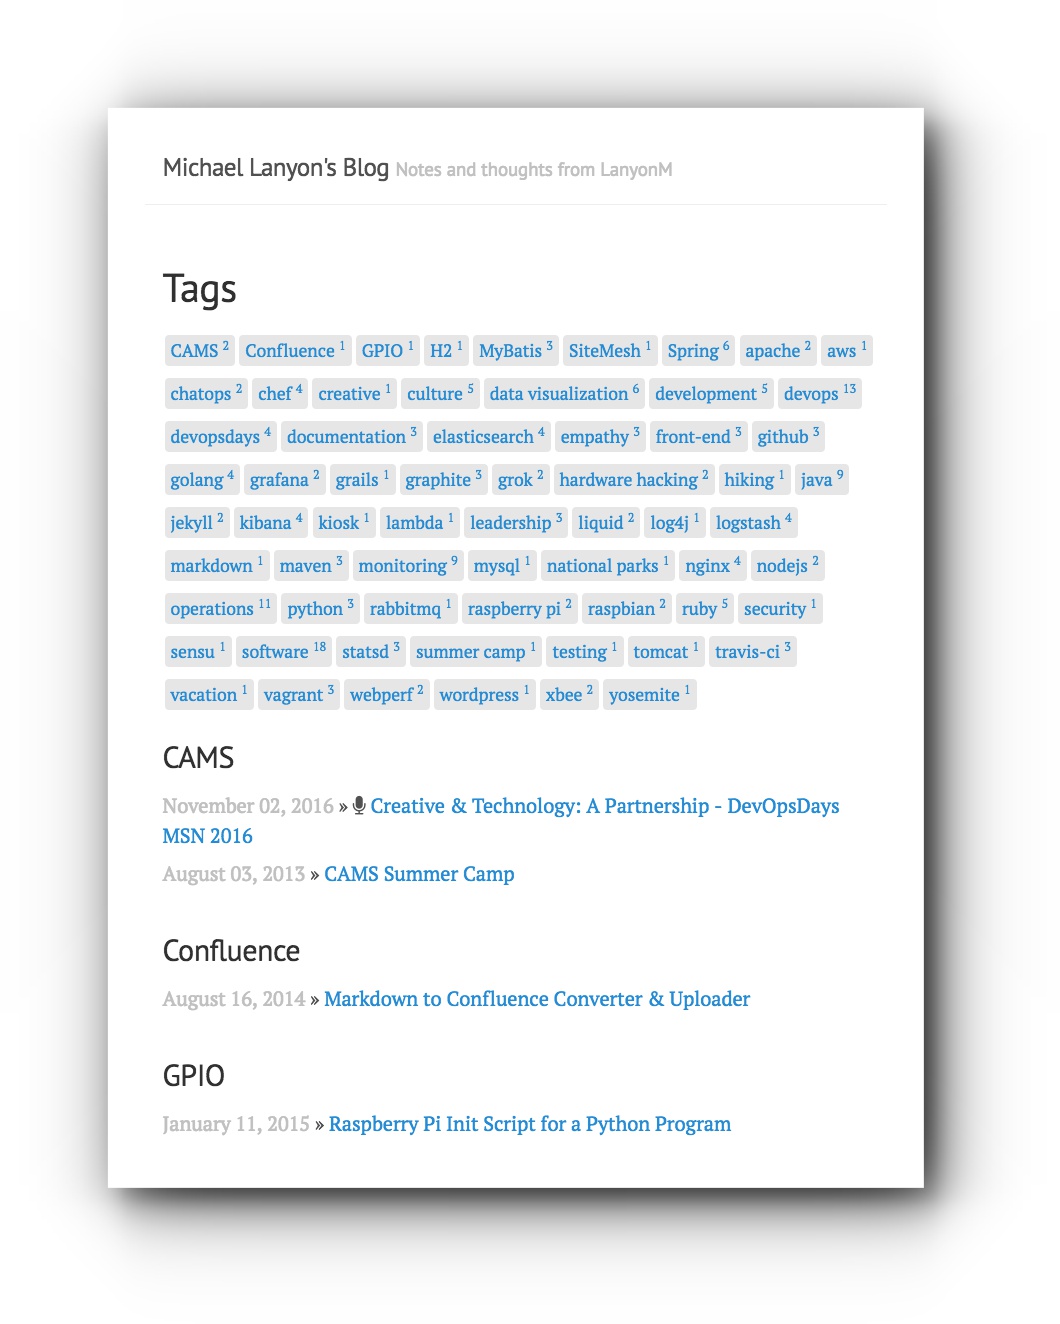 Michael Lanyon's Blog Notes and thoughts from LanyonM
Tags
CAMS 2 Confluence 1 GPIO 1 H2 1 MyBatis 3 SiteMesh 1 Spring 6 apache 2 aws 1
chatops 2 chef 4 creative 1 culture 5 data visualization 6 development 5 devops 13
devopsdays 4 documentation 3 elasticsearch 4 empathy 3 front-end 3 github 3
golang 4 grafana 2 grails 1 graphite 3 grok 2 hardware hacking 2 hiking 1 java 9
jekyll 2 kibana 4 kiosk 1 lambda 1 leadership 3 liquid 2 log4j 1 logstash 4
markdown 1 maven 3 monitoring 9 mysql 1 national parks 1 nginx 4 nodejs 2
operations 11 python 3 rabbitmq 1 raspberry pi 2 raspbian 2 ruby 5 security 1
sensu 1 software 18 statsd 3 summer camp 1 testing 1 tomcat 1 travis-ci 3
vacation 1 vagrant 3 webperf 2 wordpress 1 xbee 2 yosemite 1
CAMS
November 02, 2016 » Creative & Technology: A Partnership - DevOpsDays
MSN 2016
August 03, 2013 » CAMS Summer Camp
Confluence
August 16, 2014 » Markdown to Confluence Converter & Uploader
GPIO
January 11, 2015 » Raspberry Pi Init Script for a Python Program